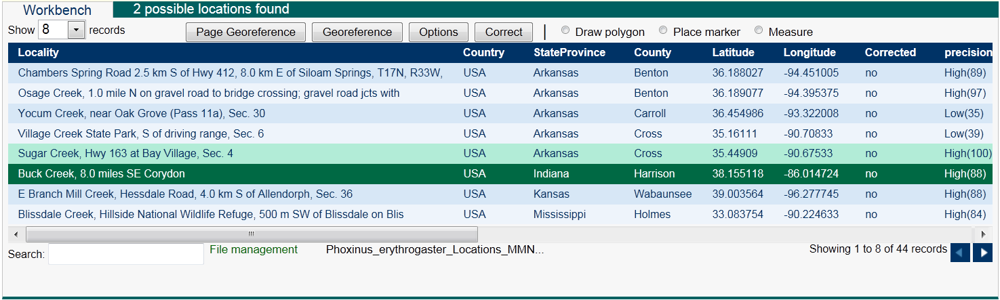 Workbench 2 possible locations found
Show 8 records Page Georeference Georeference Options Correct | Draw polygon Place marker Measure
Locality Country StateProvince County Latitude Longitude Corrected precision
Chambers Spring Road 2.5 km S of Hwy 412, 8.0 km E of Siloam Springs, T17N, R33W, USA Arkansas Benton 36.188027 -94.451005 no High(89)
Osage Creek, 1.0 mile N on gravel road to bridge crossing; gravel road jcts with USA Arkansas Benton 36.189077 -94.395375 no High(97)
Yocum Creek, near Oak Grove (Pass 11a), Sec. 30 USA Arkansas Carroll 36.454986 -93.322008 no Low(35)
Village Creek State Park, S of driving range, Sec. 6 USA Arkansas Cross 35.16111 -90.70833 no Low(39)
Sugar Creek, Hwy 163 at Bay Village, Sec. 4 USA Arkansas Cross 35.44909 -90.67533 no High(100)
Buck Creek, 8.0 miles SE Corydon USA Indiana Harrison 38.155118 -86.014724 no High(88)
E Branch Mill Creek, Hessdale Road, 4.0 km S of Allendorph, Sec. 36 USA Kansas Wabaunsee 39.003564 -96.277745 no High(88)
Blissdale Creek, Hillside National Wildlife Refuge, 500 m SW of Blissdale on Blis USA Mississippi Holmes 33.083754 -90.224633 no High(84)
Search: File management Phoxinus_erythrogaster_Locations_MMN... Showing 1 to 8 of 44 records